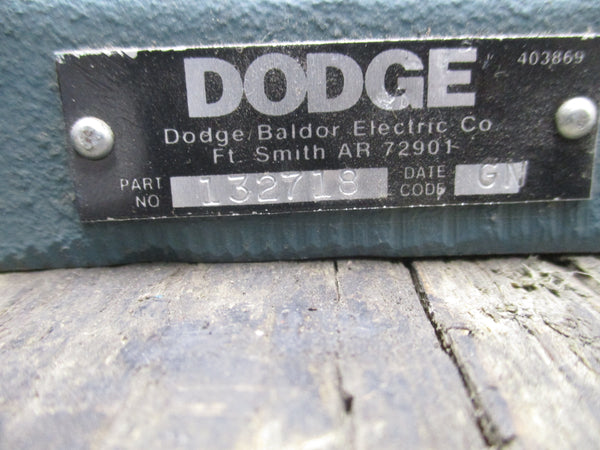 DODGE
403869
Dodge/Baldor Electric Co
Ft. Smith AR 72901
PART NO 132718 DATE CODE GN